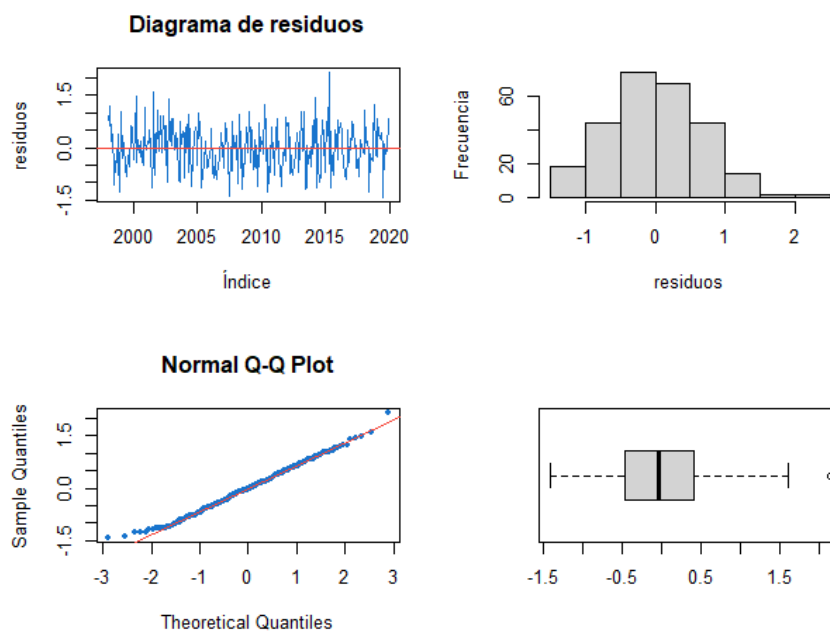 Diagrama de residuos
residuos
1.5
0.0
-1.5
2000 2005 2010 2015 2020
Índice
Frecuencia
60
20
0
-1 0 1 2
residuos
Normal Q-Q Plot
Sample Quantiles
1.5
0.0
-1.5
-3 -2 -1 0 1 2 3
Theoretical Quantiles
-1.5 -0.5 0.5 1.5